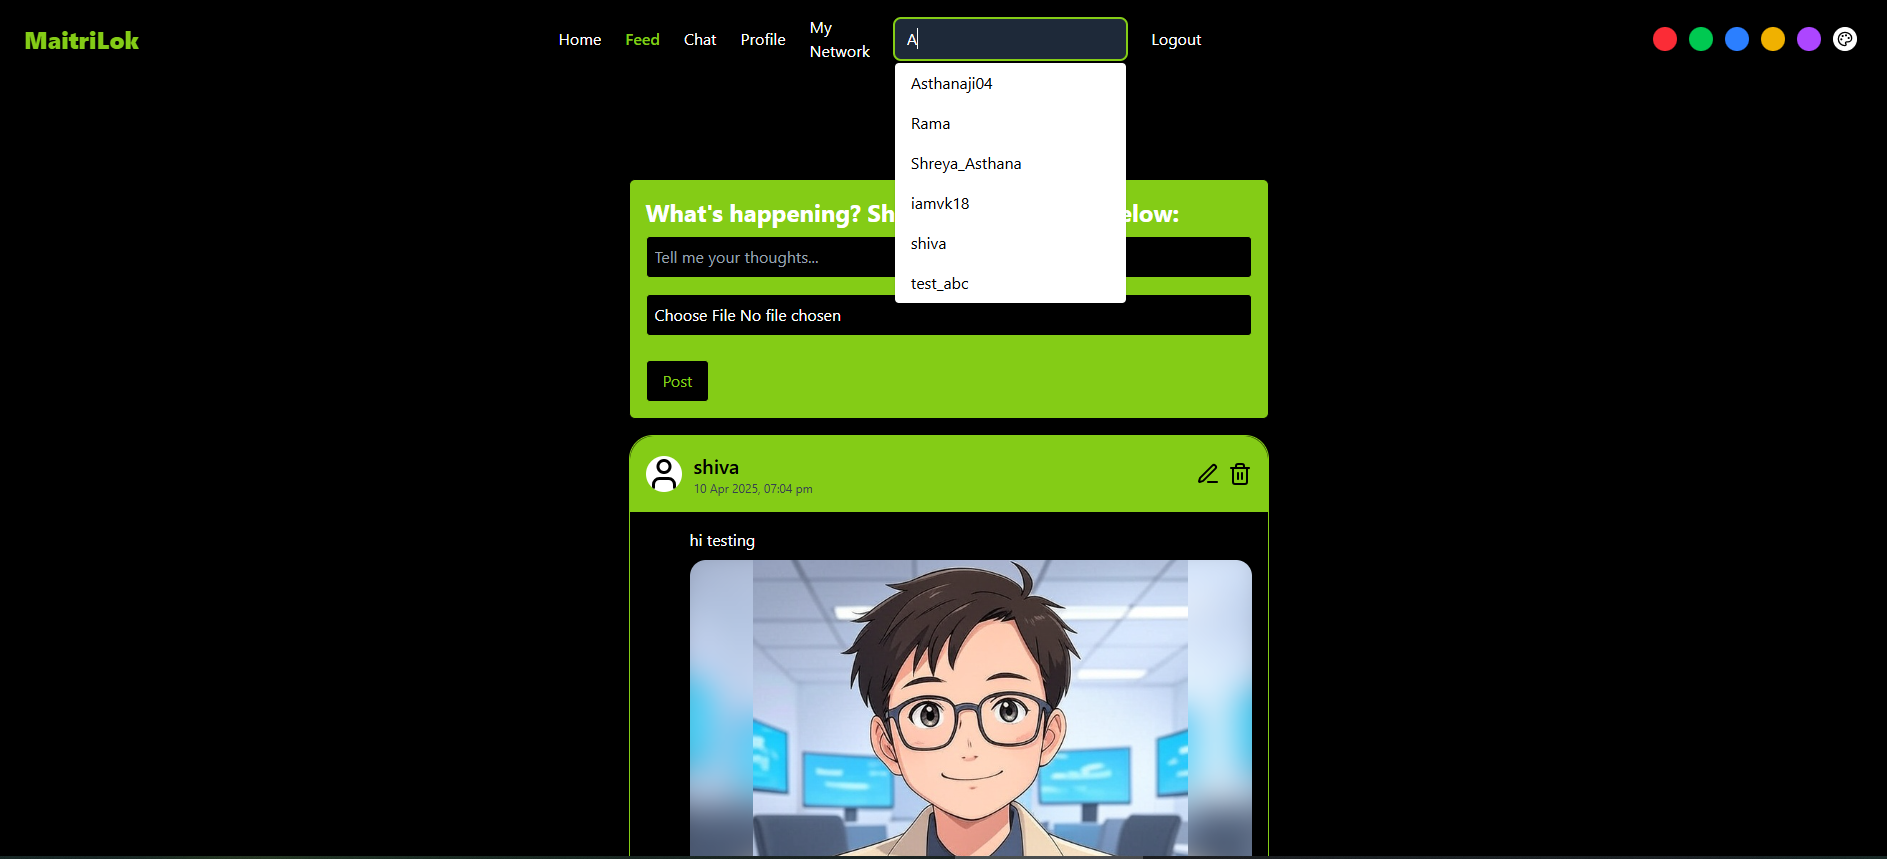 MaitriLok
Home
Feed
Chat
Profile
My
Network
A
Logout
Asthanaji04
Rama
Shreya_Asthana
iamvk18
shiva
test_abc
What's happening? Sh
elow:
Tell me your thoughts...
Choose File No file chosen
Post
shiva
10 Apr 2025, 07:04 pm
hi testing